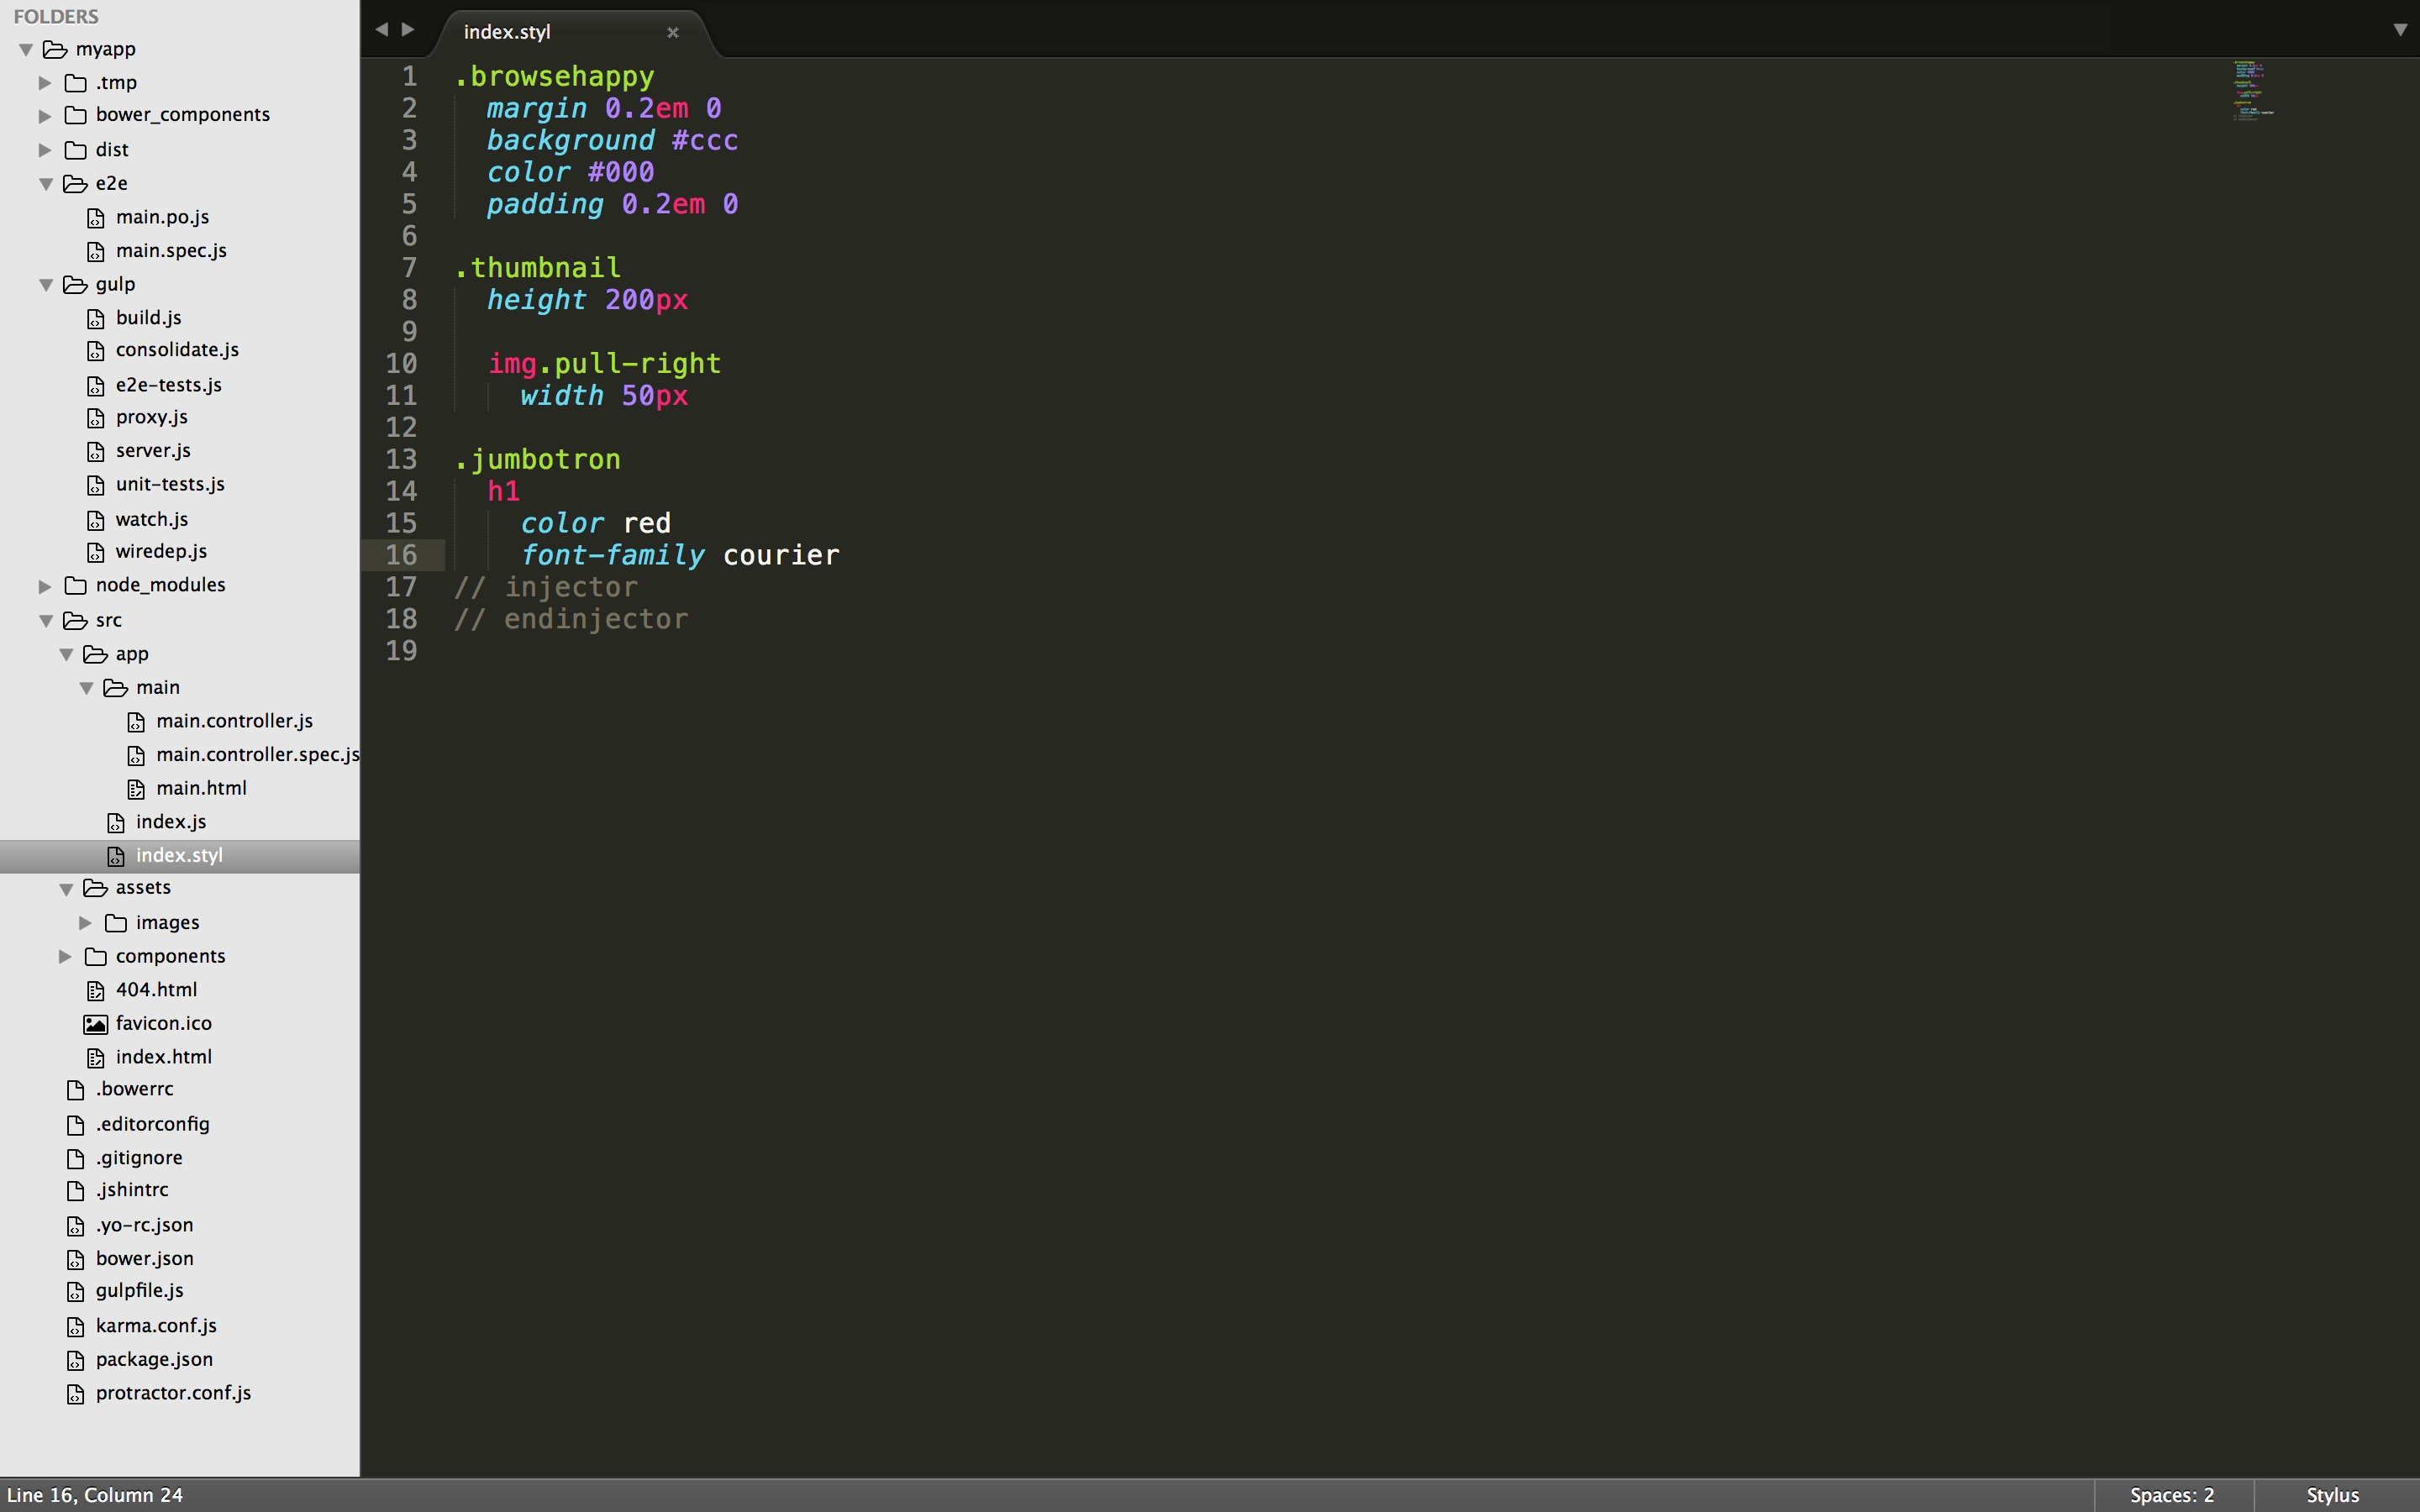 FOLDERS
myapp
.tmp
bower_components
dist
e2e
main.po.js
main.spec.js
gulp
build.js
consolidate.js
e2e-tests.js
proxy.js
server.js
unit-tests.js
watch.js
wiredep.js
node_modules
src
app
main
main.controller.js
main.controller.spec.js
main.html
index.js
index.styl
assets
images
components
404.html
favicon.ico
index.html
.bowerrc
.editorconfig
.gitignore
.jshintrc
.yo-rc.json
bower.json
gulpfile.js
karma.conf.js
package.json
protractor.conf.js
index.styl
1 .browsehappy
2   margin 0.2em 0
3   background #ccc
4   color #000
5   padding 0.2em 0
6
7 .thumbnail
8   height 200px
9
10   img.pull-right
11     width 50px
12
13 .jumbotron
14   h1
15     color red
16     font-family courier
17 // injector
18 // endinjector
19
Line 16, Column 24
Spaces: 2
Stylus